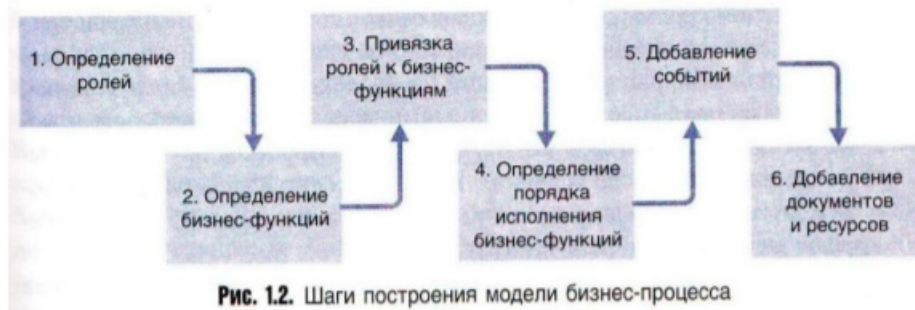 1. Определение
ролей
2. Определение
бизнес-функций
3. Привязка
ролей к бизнес-
функциям
4. Определение
порядка
исполнения
бизнес-функций
5. Добавление
событий
6. Добавление
документов
и ресурсов
Рис. 1.2. Шаги построения модели бизнес-процесса